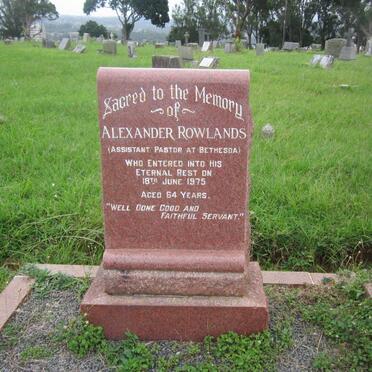 Sacred to the Memory
of
ALEXANDER ROWLANDS
(ASSISTANT PASTOR AT BETHESDA)
WHO ENTERED INTO HIS
ETERNAL REST ON
18TH JUNE 1975
AGED 64 YEARS.
"WELL DONE GOOD AND
FAITHFUL SERVANT."